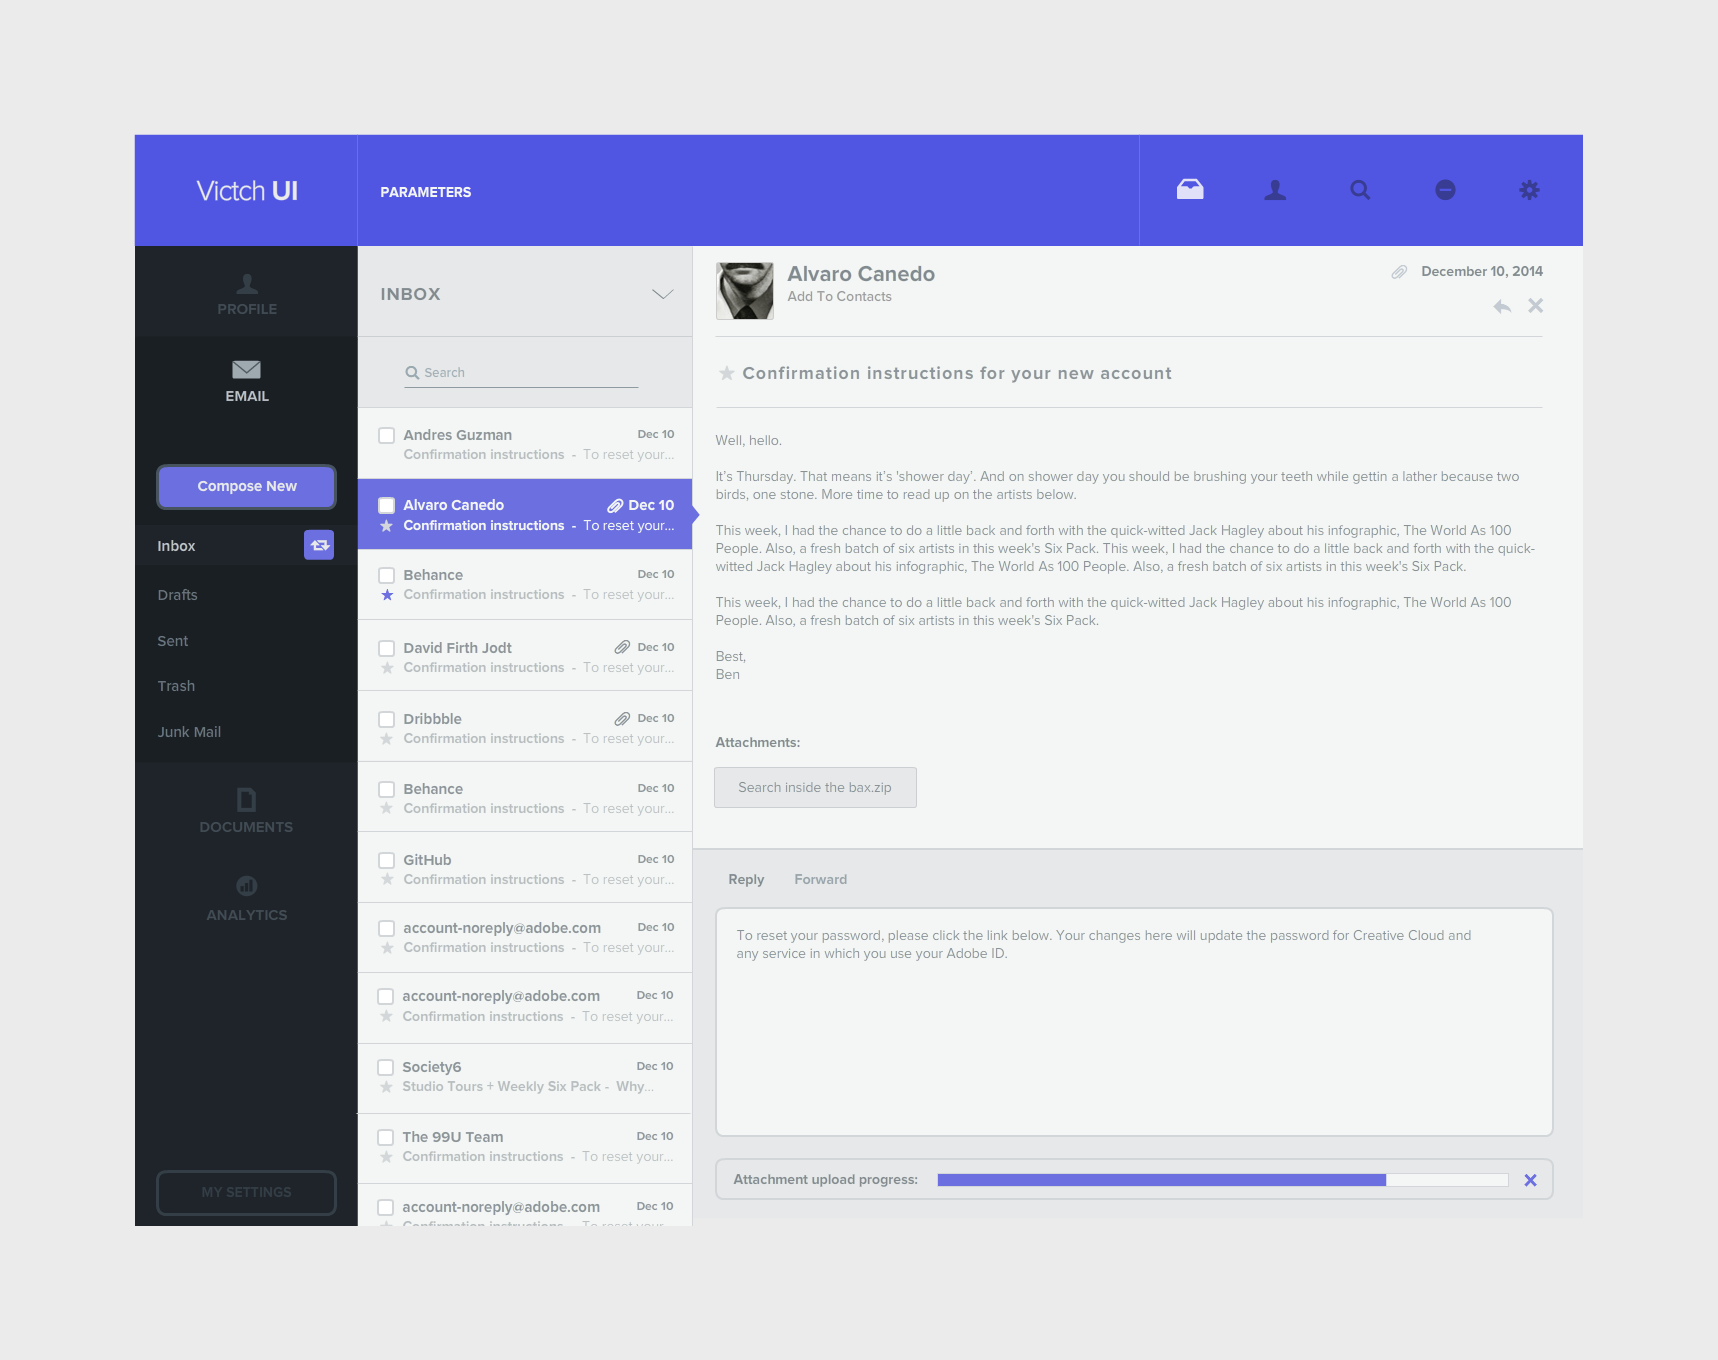 Victch UI
PARAMETERS
PROFILE
EMAIL
Compose New
Inbox
Drafts
Sent
Trash
Junk Mail
DOCUMENTS
ANALYTICS
MY SETTINGS
INBOX
Search
Andres Guzman Dec 10
Confirmation instructions - To reset your...
Alvaro Canedo Dec 10
Confirmation instructions - To reset your...
Behance Dec 10
Confirmation instructions - To reset your...
David Firth Jodt Dec 10
Confirmation instructions - To reset your...
Dribbble Dec 10
Confirmation instructions - To reset your...
Behance Dec 10
Confirmation instructions - To reset your...
GitHub Dec 10
Confirmation instructions - To reset your...
account-noreply@adobe.com Dec 10
Confirmation instructions - To reset your...
account-noreply@adobe.com Dec 10
Confirmation instructions - To reset your...
Society6 Dec 10
Studio Tours + Weekly Six Pack - Why...
The 99U Team Dec 10
Confirmation instructions - To reset your...
account-noreply@adobe.com Dec 10
Confirmation instructions - To reset your...
Alvaro Canedo
Add To Contacts
December 10, 2014
Confirmation instructions for your new account
Well, hello.
It's Thursday. That means it's 'shower day'. And on shower day you should be brushing your teeth while gettin a lather because two
birds, one stone. More time to read up on the artists below.
This week, I had the chance to do a little back and forth with the quick-witted Jack Hagley about his infographic, The World As 100
People. Also, a fresh batch of six artists in this week's Six Pack. This week, I had the chance to do a little back and forth with the quick-
witted Jack Hagley about his infographic, The World As 100 People. Also, a fresh batch of six artists in this week's Six Pack.
This week, I had the chance to do a little back and forth with the quick-witted Jack Hagley about his infographic, The World As 100
People. Also, a fresh batch of six artists in this week's Six Pack.
Best,
Ben
Attachments:
Search inside the bax.zip
Reply Forward
To reset your password, please click the link below. Your changes here will update the password for Creative Cloud and
any service in which you use your Adobe ID.
Attachment upload progress: